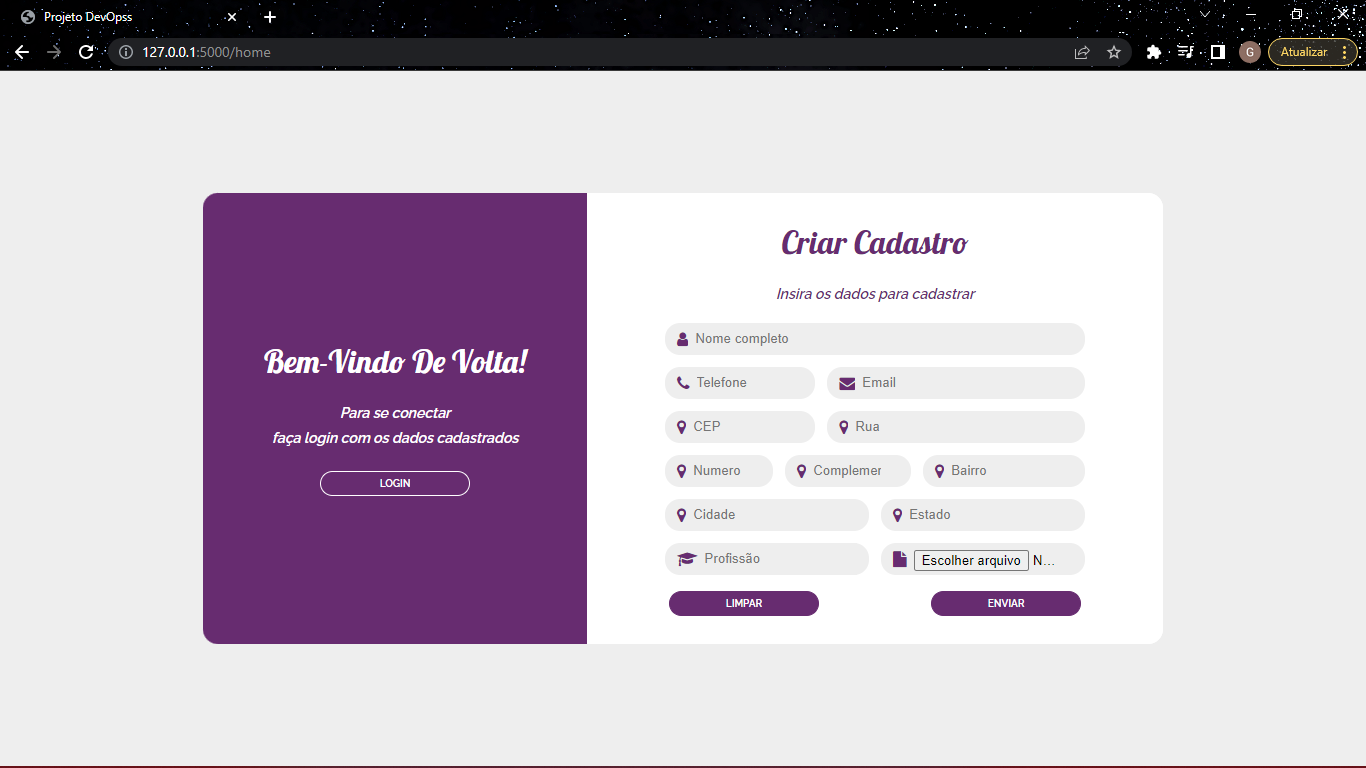 Projeto DevOpss
127.0.0.1:5000/home
G
Atualizar
Bem-Vindo De Volta!
Para se conectar
faça login com os dados cadastrados
LOGIN
Criar Cadastro
Insira os dados para cadastrar
Nome completo
Telefone Email
CEP Rua
Numero Complemer Bairro
Cidade Estado
Profissão Escolher arquivo N...
LIMPAR ENVIAR